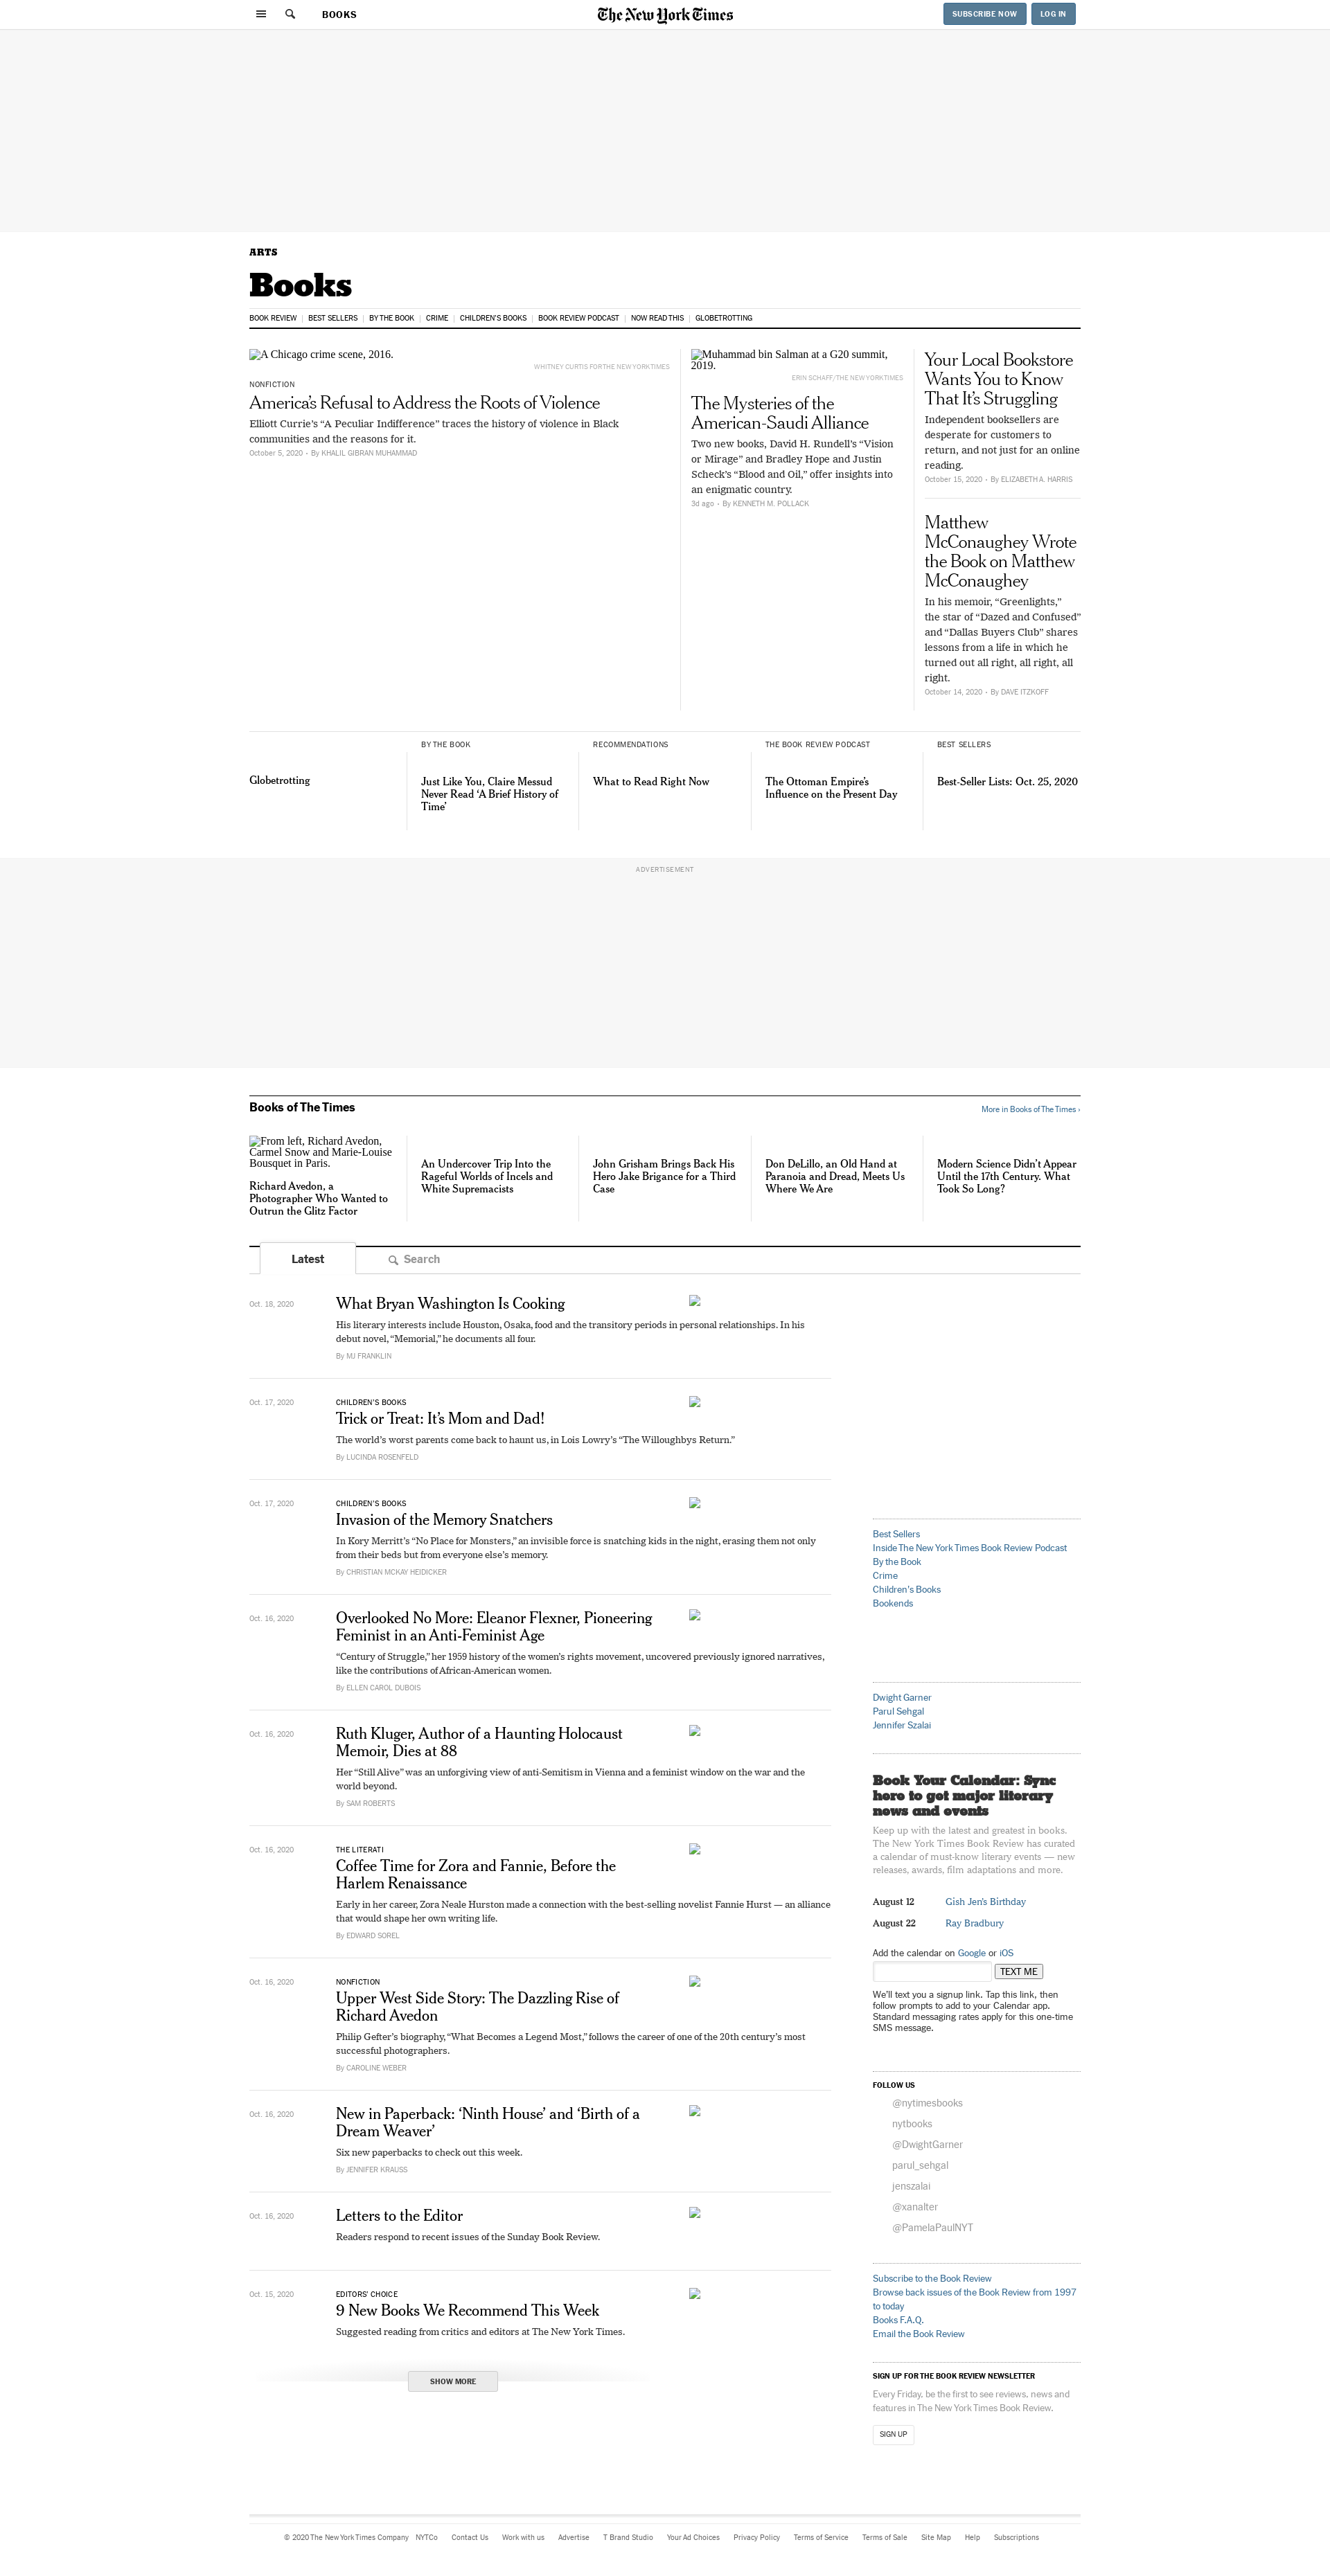 BOOKS
The New York Times
SUBSCRIBE NOW
LOG IN
ARTS
Books
BOOK REVIEW
BEST SELLERS
BY THE BOOK
CRIME
CHILDREN'S BOOKS
BOOK REVIEW PODCAST
NOW READ THIS
GLOBETROTTING
A Chicago crime scene, 2016.
WHITNEY CURTIS FOR THE NEW YORK TIMES
NONFICTION
America’s Refusal to Address the Roots of Violence
Elliott Currie’s “A Peculiar Indifference” traces the history of violence in Black
communities and the reasons for it.
October 5, 2020 • By KHALIL GIBRAN MUHAMMAD
Muhammad bin Salman at a G20 summit,
2019.
ERIN SCHAFF/THE NEW YORK TIMES
The Mysteries of the
American-Saudi Alliance
Two new books, David H. Rundell’s “Vision
or Mirage” and Bradley Hope and Justin
Scheck’s “Blood and Oil,” offer insights into
an enigmatic country.
3d ago • By KENNETH M. POLLACK
Your Local Bookstore
Wants You to Know
That It’s Struggling
Independent booksellers are
desperate for customers to
return, and not just for an online
reading.
October 15, 2020 • By ELIZABETH A. HARRIS
Matthew
McConaughey Wrote
the Book on Matthew
McConaughey
In his memoir, “Greenlights,”
the star of “Dazed and Confused”
and “Dallas Buyers Club” shares
lessons from a life in which he
turned out all right, all right, all
right.
October 14, 2020 • By DAVE ITZKOFF
Globetrotting
BY THE BOOK
Just Like You, Claire Messud
Never Read ‘A Brief History of
Time’
RECOMMENDATIONS
What to Read Right Now
THE BOOK REVIEW PODCAST
The Ottoman Empire’s
Influence on the Present Day
BEST SELLERS
Best-Seller Lists: Oct. 25, 2020
ADVERTISEMENT
Books of The Times
More in Books of The Times ›
From left, Richard Avedon,
Carmel Snow and Marie-Louise
Bousquet in Paris.
Richard Avedon, a
Photographer Who Wanted to
Outrun the Glitz Factor
An Undercover Trip Into the
Rageful Worlds of Incels and
White Supremacists
John Grisham Brings Back His
Hero Jake Brigance for a Third
Case
Don DeLillo, an Old Hand at
Paranoia and Dread, Meets Us
Where We Are
Modern Science Didn’t Appear
Until the 17th Century. What
Took So Long?
Latest
Search
Oct. 18, 2020
What Bryan Washington Is Cooking
His literary interests include Houston, Osaka, food and the transitory periods in personal relationships. In his
debut novel, “Memorial,” he documents all four.
By MJ FRANKLIN
Oct. 17, 2020
CHILDREN’S BOOKS
Trick or Treat: It’s Mom and Dad!
The world’s worst parents come back to haunt us, in Lois Lowry’s “The Willoughbys Return.”
By LUCINDA ROSENFELD
Oct. 17, 2020
CHILDREN’S BOOKS
Invasion of the Memory Snatchers
In Kory Merritt’s “No Place for Monsters,” an invisible force is snatching kids in the night, erasing them not only
from their beds but from everyone else’s memory.
By CHRISTIAN MCKAY HEIDICKER
Oct. 16, 2020
Overlooked No More: Eleanor Flexner, Pioneering
Feminist in an Anti-Feminist Age
“Century of Struggle,” her 1959 history of the women’s rights movement, uncovered previously ignored narratives,
like the contributions of African-American women.
By ELLEN CAROL DUBOIS
Oct. 16, 2020
Ruth Kluger, Author of a Haunting Holocaust
Memoir, Dies at 88
Her “Still Alive” was an unforgiving view of anti-Semitism in Vienna and a feminist window on the war and the
world beyond.
By SAM ROBERTS
Oct. 16, 2020
THE LITERATI
Coffee Time for Zora and Fannie, Before the
Harlem Renaissance
Early in her career, Zora Neale Hurston made a connection with the best-selling novelist Fannie Hurst — an alliance
that would shape her own writing life.
By EDWARD SOREL
Oct. 16, 2020
NONFICTION
Upper West Side Story: The Dazzling Rise of
Richard Avedon
Philip Gefter’s biography, “What Becomes a Legend Most,” follows the career of one of the 20th century’s most
successful photographers.
By CAROLINE WEBER
Oct. 16, 2020
New in Paperback: ‘Ninth House’ and ‘Birth of a
Dream Weaver’
Six new paperbacks to check out this week.
By JENNIFER KRAUSS
Oct. 16, 2020
Letters to the Editor
Readers respond to recent issues of the Sunday Book Review.
Oct. 15, 2020
EDITORS’ CHOICE
9 New Books We Recommend This Week
Suggested reading from critics and editors at The New York Times.
SHOW MORE
Best Sellers
Inside The New York Times Book Review Podcast
By the Book
Crime
Children's Books
Bookends
Dwight Garner
Parul Sehgal
Jennifer Szalai
Book Your Calendar: Sync
here to get major literary
news and events
Keep up with the latest and greatest in books.
The New York Times Book Review has curated
a calendar of must-know literary events — new
releases, awards, film adaptations and more.
August 12 Gish Jen's Birthday
August 22 Ray Bradbury
Add the calendar on Google or iOS
TEXT ME
We’ll text you a signup link. Tap this link, then
follow prompts to add to your Calendar app.
Standard messaging rates apply for this one-time
SMS message.
FOLLOW US
@nytimesbooks
nytbooks
@DwightGarner
parul_sehgal
jenszalai
@xanalter
@PamelaPaulNYT
Subscribe to the Book Review
Browse back issues of the Book Review from 1997
to today
Books F.A.Q.
Email the Book Review
SIGN UP FOR THE BOOK REVIEW NEWSLETTER
Every Friday, be the first to see reviews, news and
features in The New York Times Book Review.
SIGN UP
© 2020 The New York Times Company NYTCo Contact Us Work with us Advertise T Brand Studio Your Ad Choices Privacy Policy Terms of Service Terms of Sale Site Map Help Subscriptions